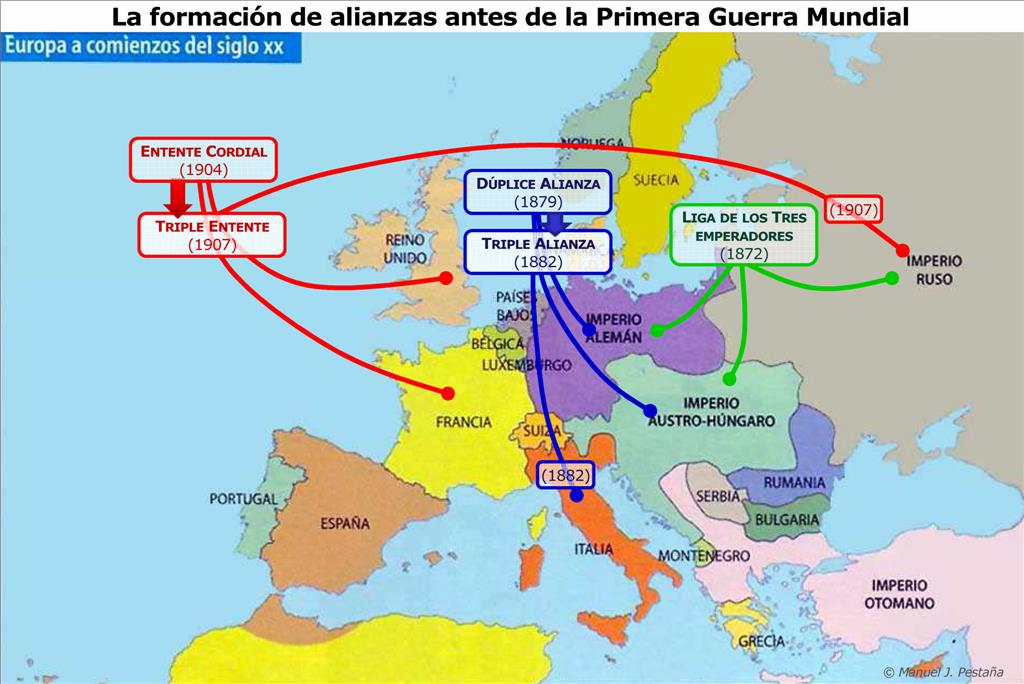 La formación de alianzas antes de la Primera Guerra Mundial
Europa a comienzos del siglo XX
ENTENTE CORDIAL
(1904)
TRIPLE ENTENTE
(1907)
DÚPLICE ALIANZA
(1879)
TRIPLE ALIANZA
(1882)
LIGA DE LOS TRES
EMPERADORES
(1872)
(1907)
NORUEGA
SUECIA
REINO
UNIDO
IMPERIO
RUSO
PAÍSES
BAJOS
IMPERIO
ALEMÁN
BÉLGICA
LUXEMBURGO
IMPERIO
AUSTRO-HÚNGARO
FRANCIA
SUIZA
(1882)
RUMANIA
SERBIA
BULGARIA
PORTUGAL
ESPAÑA
ITALIA
MONTENEGRO
IMPERIO
OTOMANO
GRECIA
© Manuel J. Pestaña